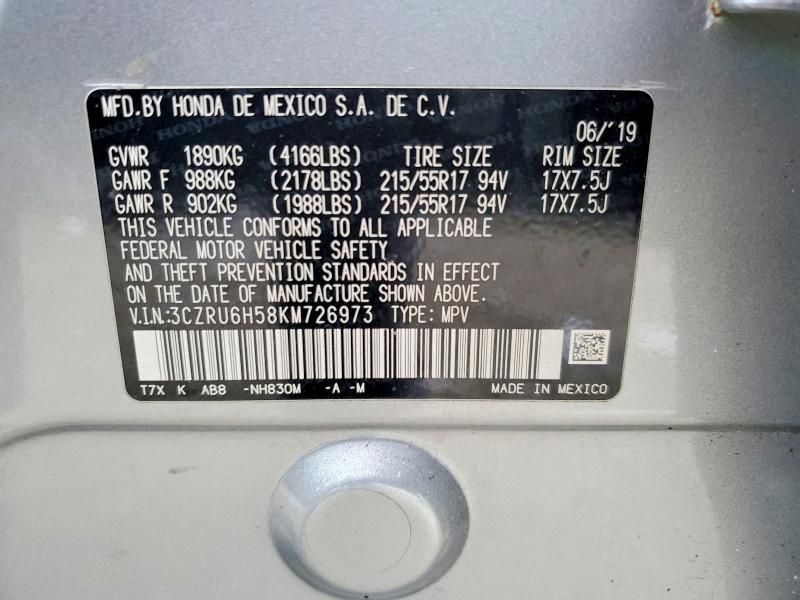 MFD.BY HONDA DE MEXICO S.A. DE C.V.
06/'19
GVWR 1890KG (4166LBS) TIRE SIZE RIM SIZE
GAWR F 988KG (2178LBS) 215/55R17 94V 17X7.5J
GAWR R 902KG (1988LBS) 215/55R17 94V 17X7.5J
THIS VEHICLE CONFORMS TO ALL APPLICABLE
FEDERAL MOTOR VEHICLE SAFETY
AND THEFT PREVENTION STANDARDS IN EFFECT
ON THE DATE OF MANUFACTURE SHOWN ABOVE.
V.I.N:3CZRU6H58KM726973 TYPE: MPV
T7X K AB8 -NH830M -A -M MADE IN MEXICO